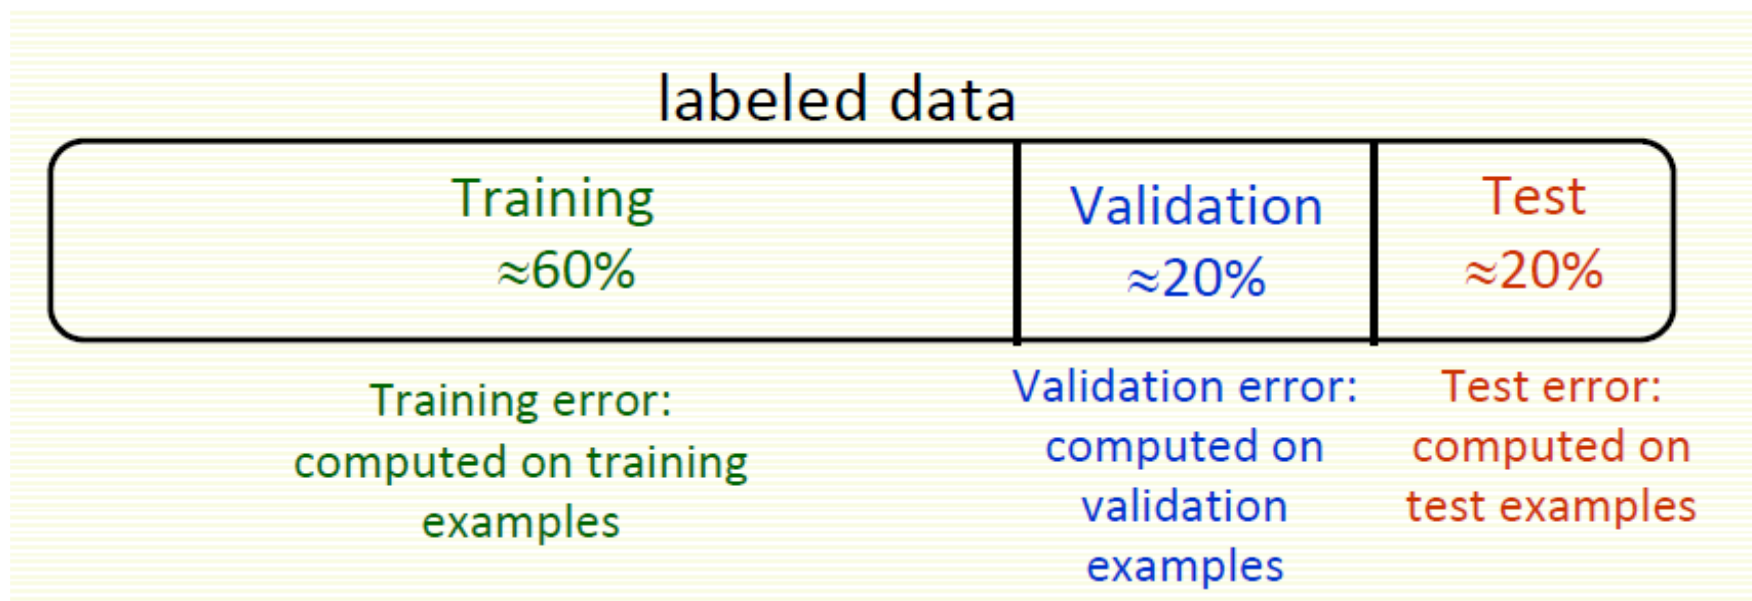 labeled data
Training
≈60%
Validation
≈20%
Test
≈20%
Training error:
computed on training
examples
Validation error:
computed on
validation
examples
Test error:
computed on
test examples